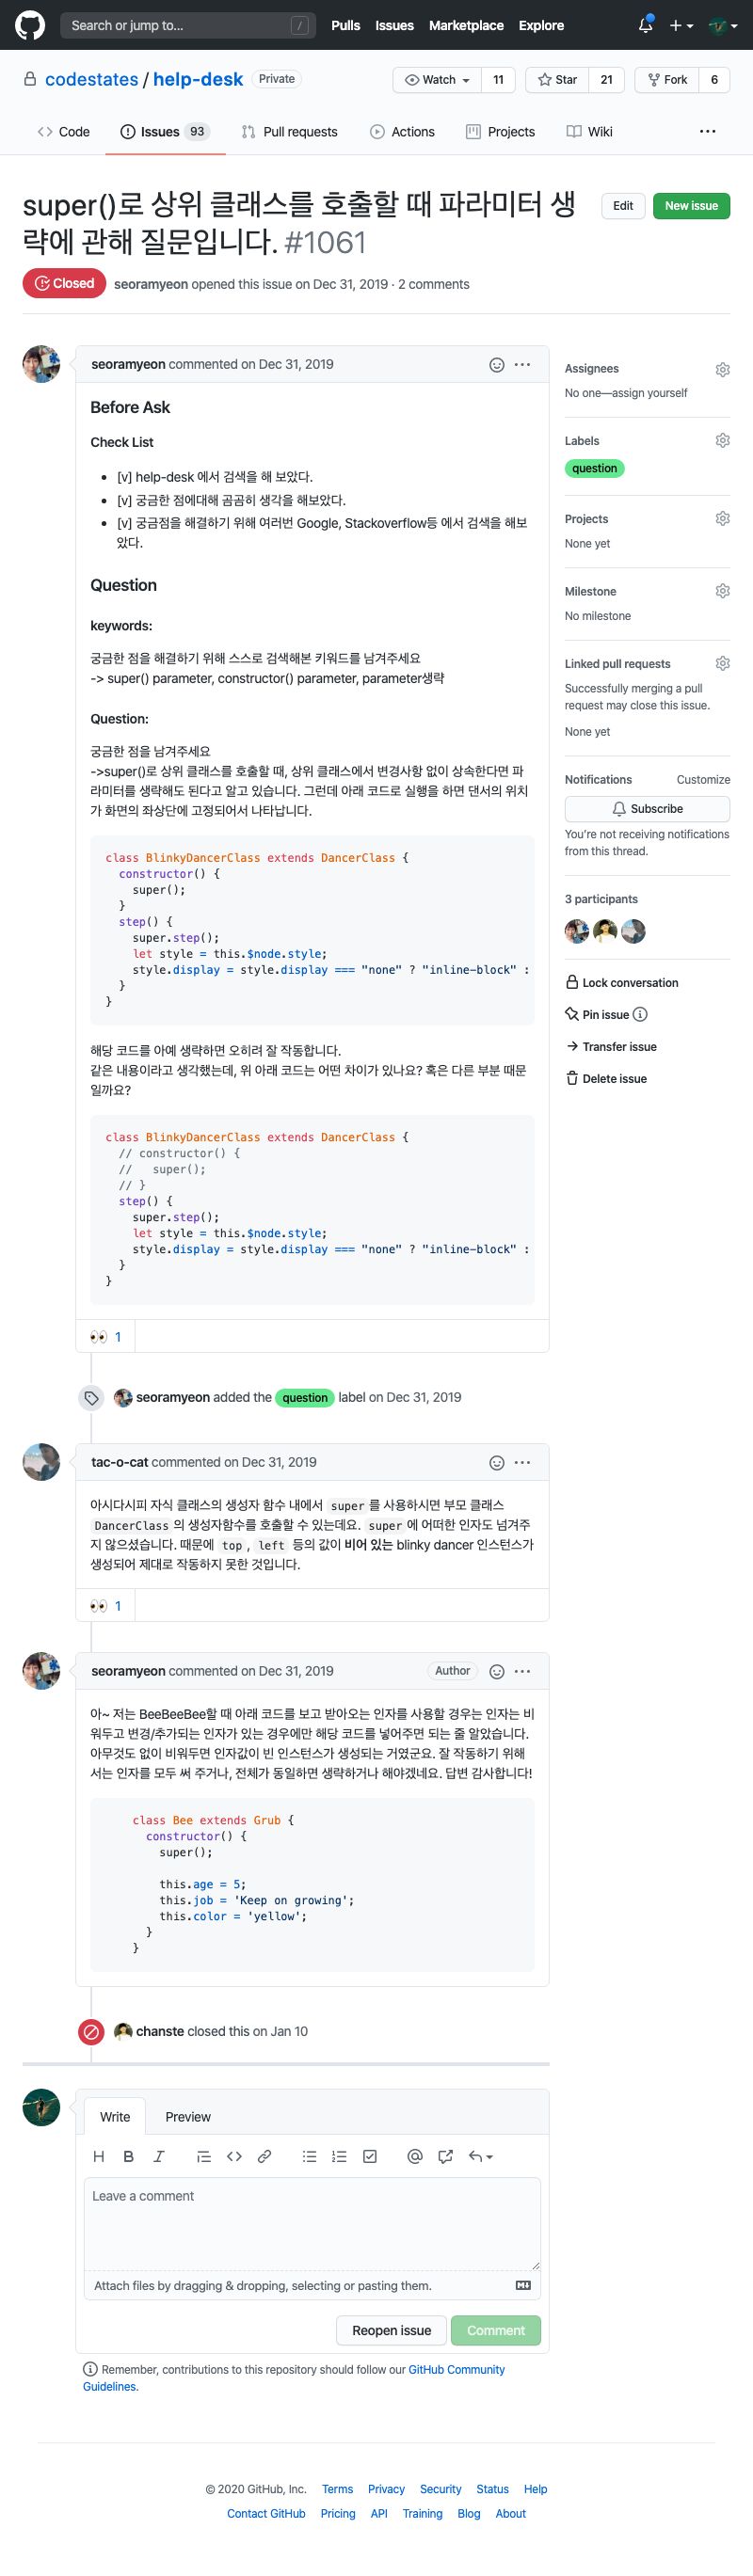 Search or jump to... /
Pulls Issues Marketplace Explore
codestates / help-desk Private
Watch 11 Star 21 Fork 6
Code Issues 93 Pull requests Actions Projects Wiki ...
super()로 상위 클래스를 호출할 때 파라미터 생
략에 관해 질문입니다. #1061
Edit New issue
Closed seoramyeon opened this issue on Dec 31, 2019 · 2 comments
seoramyeon commented on Dec 31, 2019
Before Ask
Check List
• [v] help-desk 에서 검색을 해 보았다.
• [v] 궁금한 점에대해 곰곰히 생각을 해보았다.
• [v] 궁금점을 해결하기 위해 여러번 Google, Stackoverflow등 에서 검색을 해보
았다.
Question
keywords:
궁금한 점을 해결하기 위해 스스로 검색해본 키워드를 남겨주세요
-> super() parameter, constructor() parameter, parameter생략
Question:
궁금한 점을 남겨주세요
->super()로 상위 클래스를 호출할 때, 상위 클래스에서 변경사항 없이 상속한다면 파
라미터를 생략해도 된다고 알고 있습니다. 그런데 아래 코드로 실행을 하면 댄서의 위치
가 화면의 좌상단에 고정되어서 나타납니다.
class BlinkyDancerClass extends DancerClass {
constructor() {
super();
}
step() {
super.step();
let style = this.$node.style;
style.display = style.display === "none" ? "inline-block" :
}
}
해당 코드를 아예 생략하면 오히려 잘 작동합니다.
같은 내용이라고 생각했는데, 위 아래 코드는 어떤 차이가 있나요? 혹은 다른 부분 때문
일까요?
class BlinkyDancerClass extends DancerClass {
// constructor() {
//   super();
// }
step() {
super.step();
let style = this.$node.style;
style.display = style.display === "none" ? "inline-block" :
}
}
👀 1
seoramyeon added the question label on Dec 31, 2019
tac-o-cat commented on Dec 31, 2019
아시다시피 자식 클래스의 생성자 함수 내에서 super 를 사용하시면 부모 클래스
DancerClass 의 생성자함수를 호출할 수 있는데요. super 에 어떠한 인자도 넘겨주
지 않으셨습니다. 때문에 top , left 등의 값이 비어 있는 blinky dancer 인스턴스가
생성되어 제대로 작동하지 못한 것입니다.
👀 1
seoramyeon commented on Dec 31, 2019 Author
아~ 저는 BeeBeeBee할 때 아래 코드를 보고 받아오는 인자를 사용할 경우는 인자는 비
워두고 변경/추가되는 인자가 있는 경우에만 해당 코드를 넣어주면 되는 줄 알았습니다.
아무것도 없이 비워두면 인자값이 빈 인스턴스가 생성되는 거였군요. 잘 작동하기 위해
서는 인자를 모두 써 주거나, 전체가 동일하면 생략하거나 해야겠네요. 답변 감사합니다!
class Bee extends Grub {
constructor() {
super();
this.age = 5;
this.job = 'Keep on growing';
this.color = 'yellow';
}
}
chanste closed this on Jan 10
Write Preview
Leave a comment
Attach files by dragging & dropping, selecting or pasting them.
Reopen issue Comment
Remember, contributions to this repository should follow our GitHub Community
Guidelines.
Assignees
No one—assign yourself
Labels
question
Projects
None yet
Milestone
No milestone
Linked pull requests
Successfully merging a pull
request may close this issue.
None yet
Notifications Customize
Subscribe
You're not receiving notifications
from this thread.
3 participants
Lock conversation
Pin issue
Transfer issue
Delete issue
© 2020 GitHub, Inc. Terms Privacy Security Status Help
Contact GitHub Pricing API Training Blog About